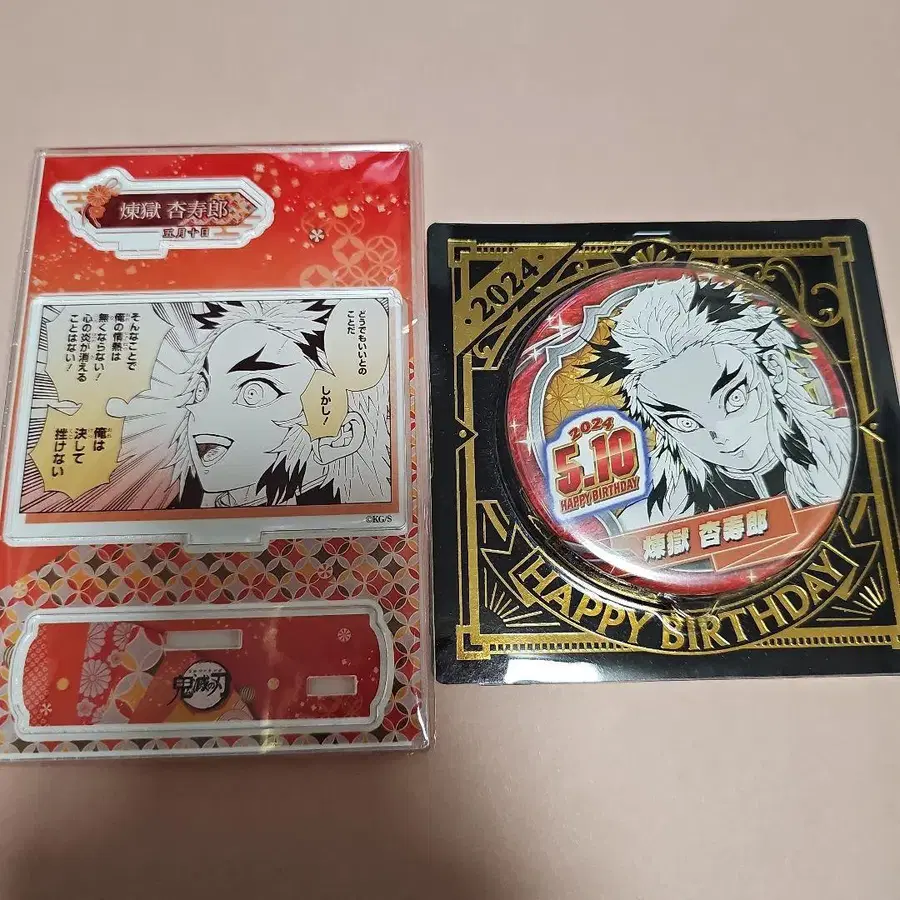 煉獄 杏寿郎
五月十日
どうでもいいとの
ことだ
しかし!
そんなことで
俺の情熱は
無くならない!
心の炎が消える
ことはない!
俺は
決して
挫けない
©KG/S
鬼滅の刃
2024
2024
5.10
HAPPY BIRTHDAY
煉獄 杏寿郎
HAPPY BIRTHDAY